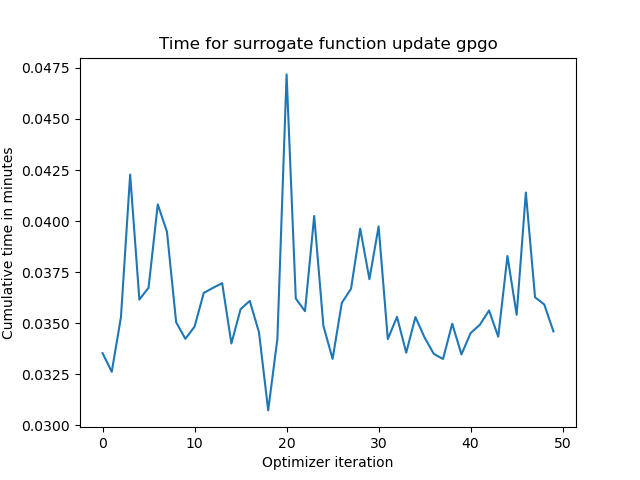 Time for surrogate function update gpgo
Cumulative time in minutes
0.0475
0.0450
0.0425
0.0400
0.0375
0.0350
0.0325
0.0300
0 10 20 30 40 50
Optimizer iteration